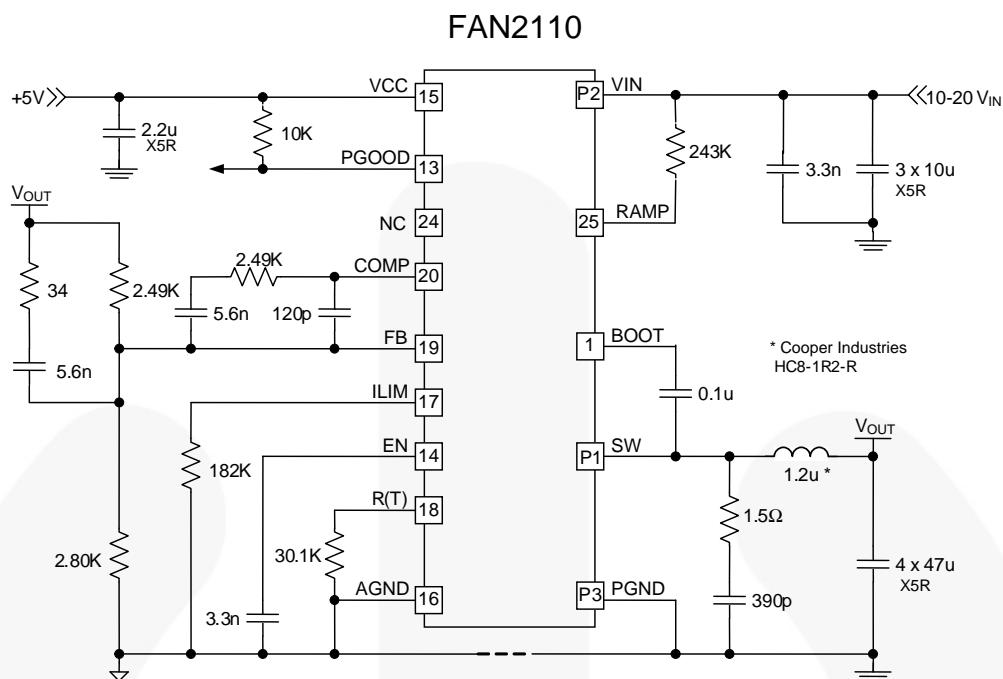 FAN2110
+5V
VCC
15
P2
VIN
10-20 VIN
2.2u
X5R
10K
PGOOD
13
243K
3.3n
3 x 10u
X5R
VOUT
NC
24
25
RAMP
34
2.49K
2.49K
COMP
20
5.6n
120p
5.6n
FB
19
1
BOOT
* Cooper Industries
HC8-1R2-R
0.1u
ILIM
17
182K
EN
14
P1
SW
VOUT
1.2u *
R(T)
18
1.5Ω
30.1K
2.80K
4 x 47u
X5R
3.3n
AGND
16
P3
PGND
390p